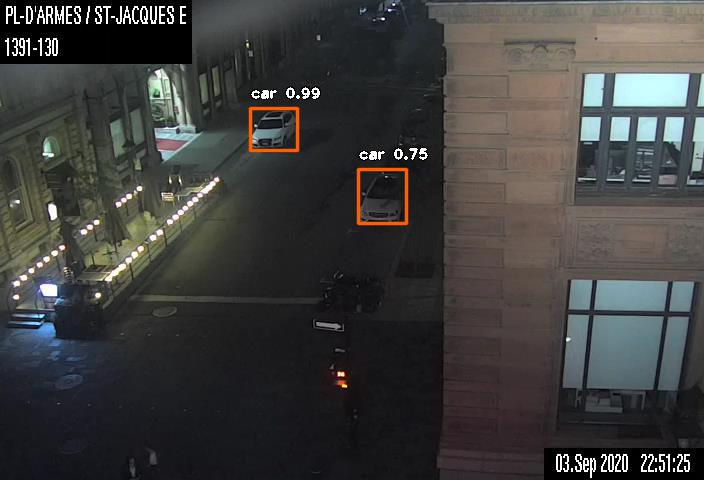 PL-D'ARMES / ST-JACQUES E
1391-130
car 0.99
car 0.75
03.Sep 2020 22:51:25